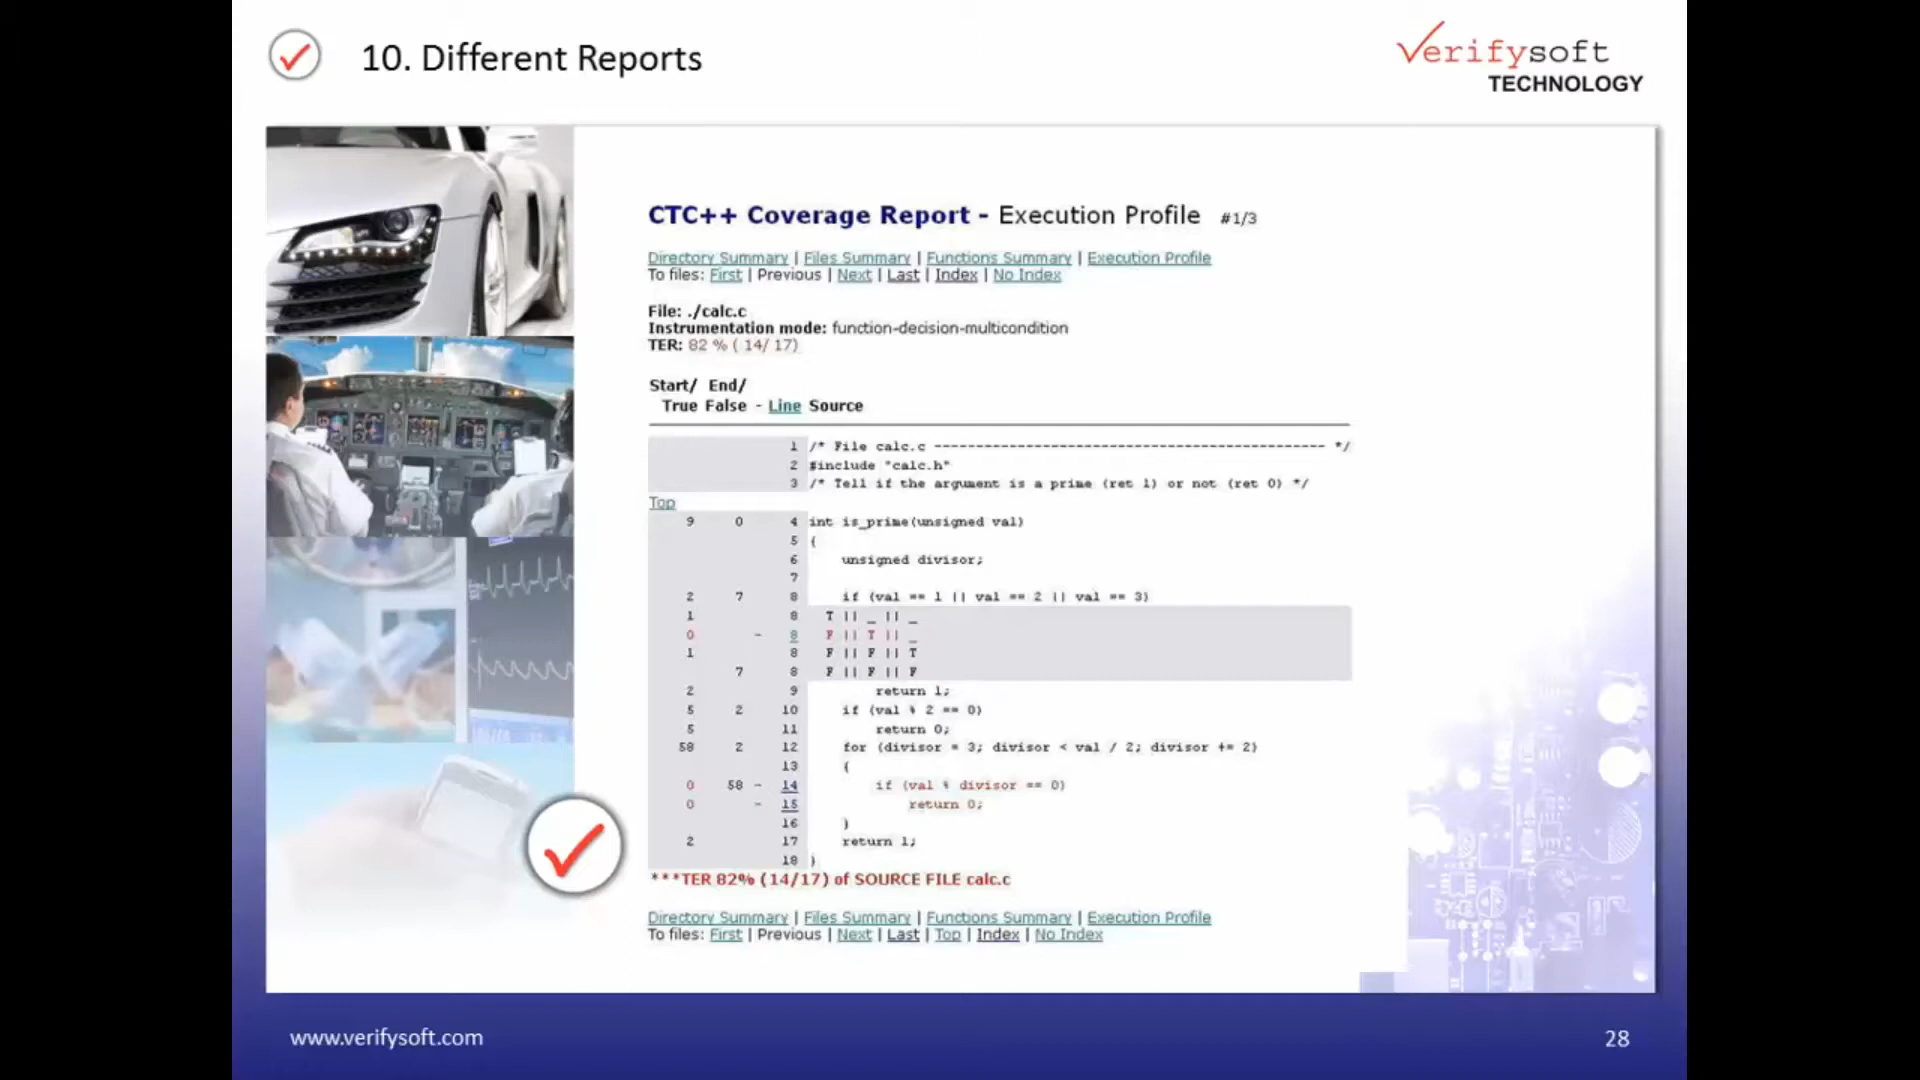 10. Different Reports
verifysoft
TECHNOLOGY
CTC++ Coverage Report - Execution Profile #1/3
Directory Summary | Files Summary | Functions Summary | Execution Profile
To files: First | Previous | Next | Last | Index | No Index
File: ./calc.c
Instrumentation mode: function-decision-multicondition
TER: 82 % ( 14/ 17)
Start/ End/
True False - Line Source
1 /* File calc.c ----------------------------------------------- */
2 #include "calc.h"
3 /* Tell if the argument is a prime (ret 1) or not (ret 0) */
Top
9 0 4 int is_prime(unsigned val)
5 {
6 unsigned divisor;
7
2 7 8 if (val == 1 || val == 2 || val == 3)
1 8 T || _ || _
0 - 8 F || T || _
1 8 F || F || T
7 8 F || F || F
2 9 return 1;
5 2 10 if (val % 2 == 0)
5 11 return 0;
58 2 12 for (divisor = 3; divisor < val / 2; divisor += 2)
13 {
0 58 - 14 if (val % divisor == 0)
0 - 15 return 0;
16 }
2 17 return 1;
18 }
***TER 82% (14/17) of SOURCE FILE calc.c
Directory Summary | Files Summary | Functions Summary | Execution Profile
To files: First | Previous | Next | Last | Top | Index | No Index
www.verifysoft.com
28